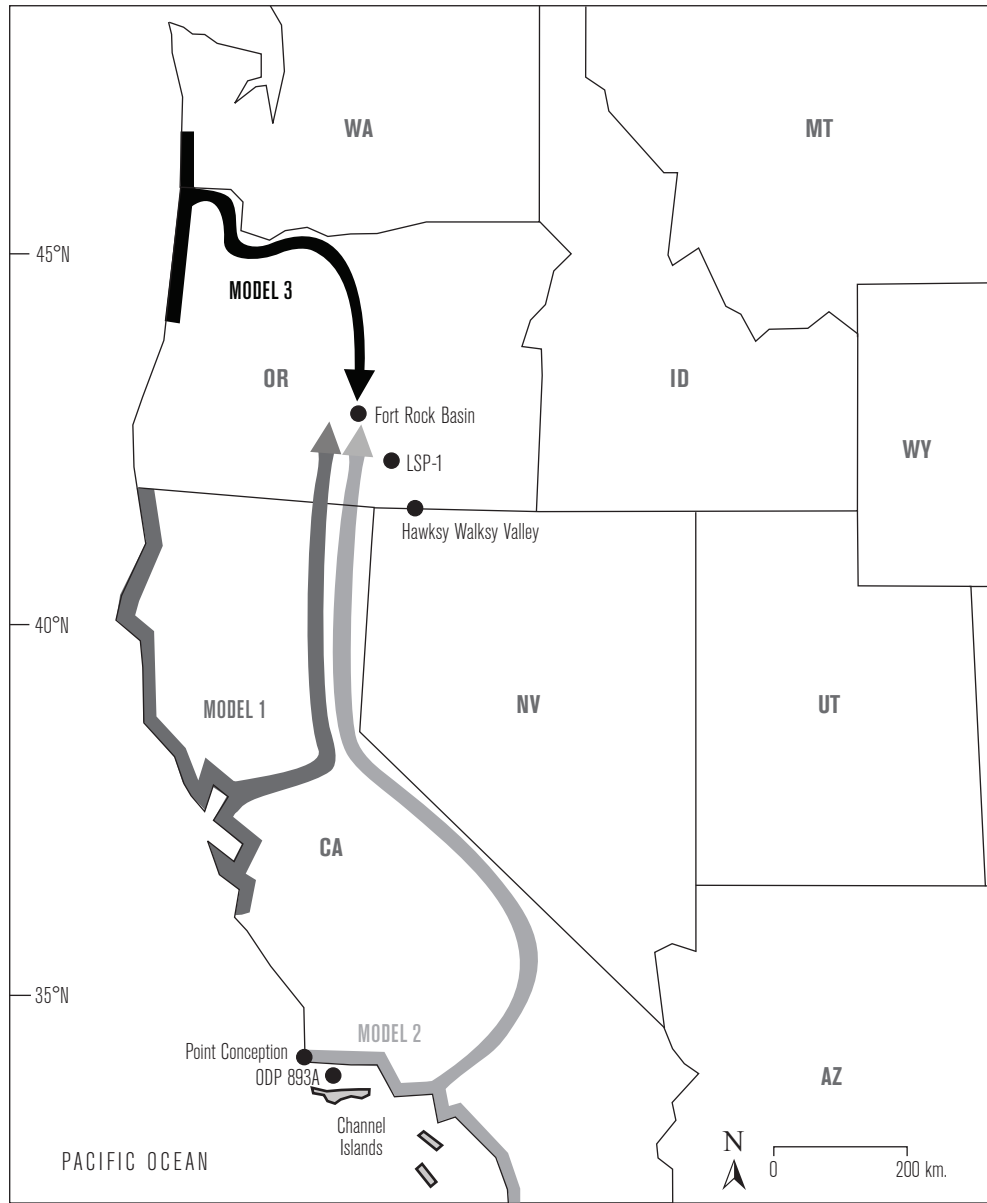 WA
MT
45°N
MODEL 3
OR
ID
Fort Rock Basin
WY
LSP-1
Hawksy Walksy Valley
40°N
MODEL 1
NV
UT
CA
35°N
MODEL 2
Point Conception
ODP 893A
AZ
Channel
Islands
N
PACIFIC OCEAN
0
200 km.